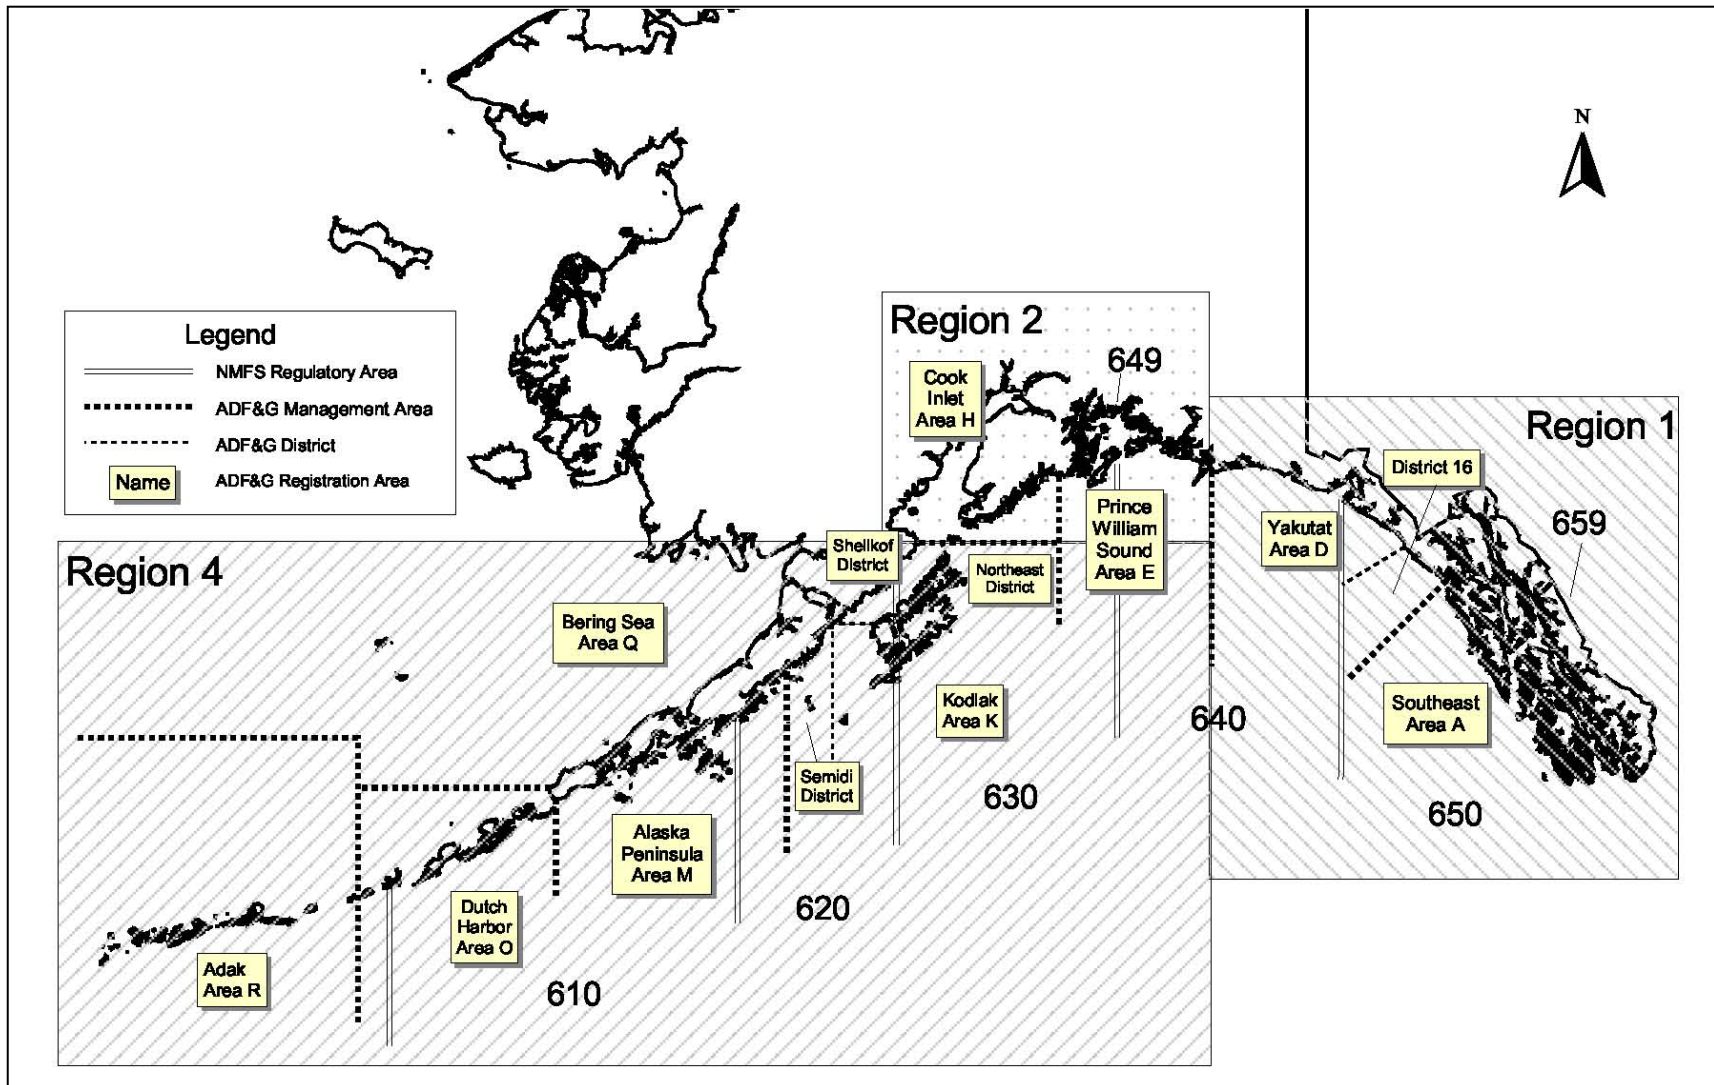 N
Legend
NMFS Regulatory Area
ADF&G Management Area
ADF&G District
Name
ADF&G Registration Area
Region 2
649
Cook
Inlet
Area H
Region 1
District 16
659
Prince
William
Sound
Area E
Yakutat
Area D
Region 4
Shelikof
District
Northeast
District
Bering Sea
Area Q
Kodiak
Area K
640
Southeast
Area A
Semidi
District
630
650
Alaska
Peninsula
Area M
620
Dutch
Harbor
Area O
Adak
Area R
610